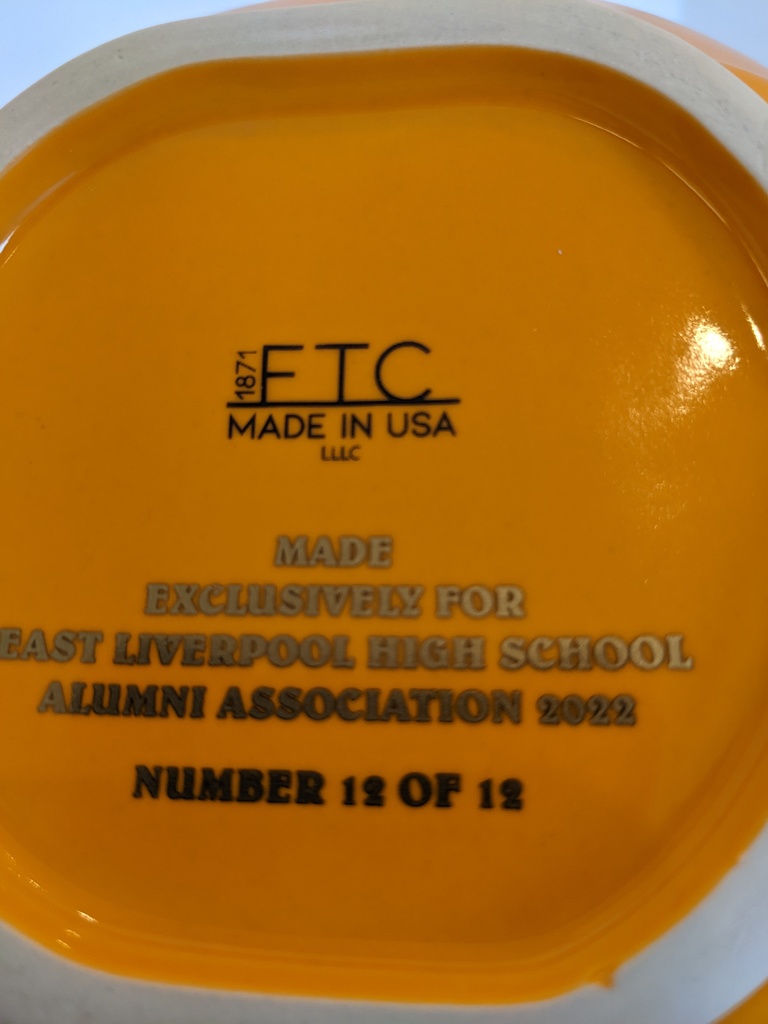 1871 FTC
MADE IN USA
LLLC
MADE
EXCLUSIVELY FOR
EAST LIVERPOOL HIGH SCHOOL
ALUMNI ASSOCIATION 2022
NUMBER 12 OF 12